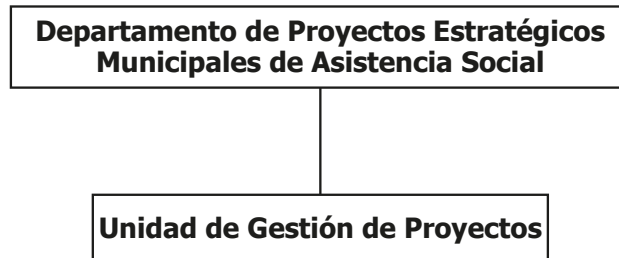 Departamento de Proyectos Estratégicos
Municipales de Asistencia Social
Unidad de Gestión de Proyectos